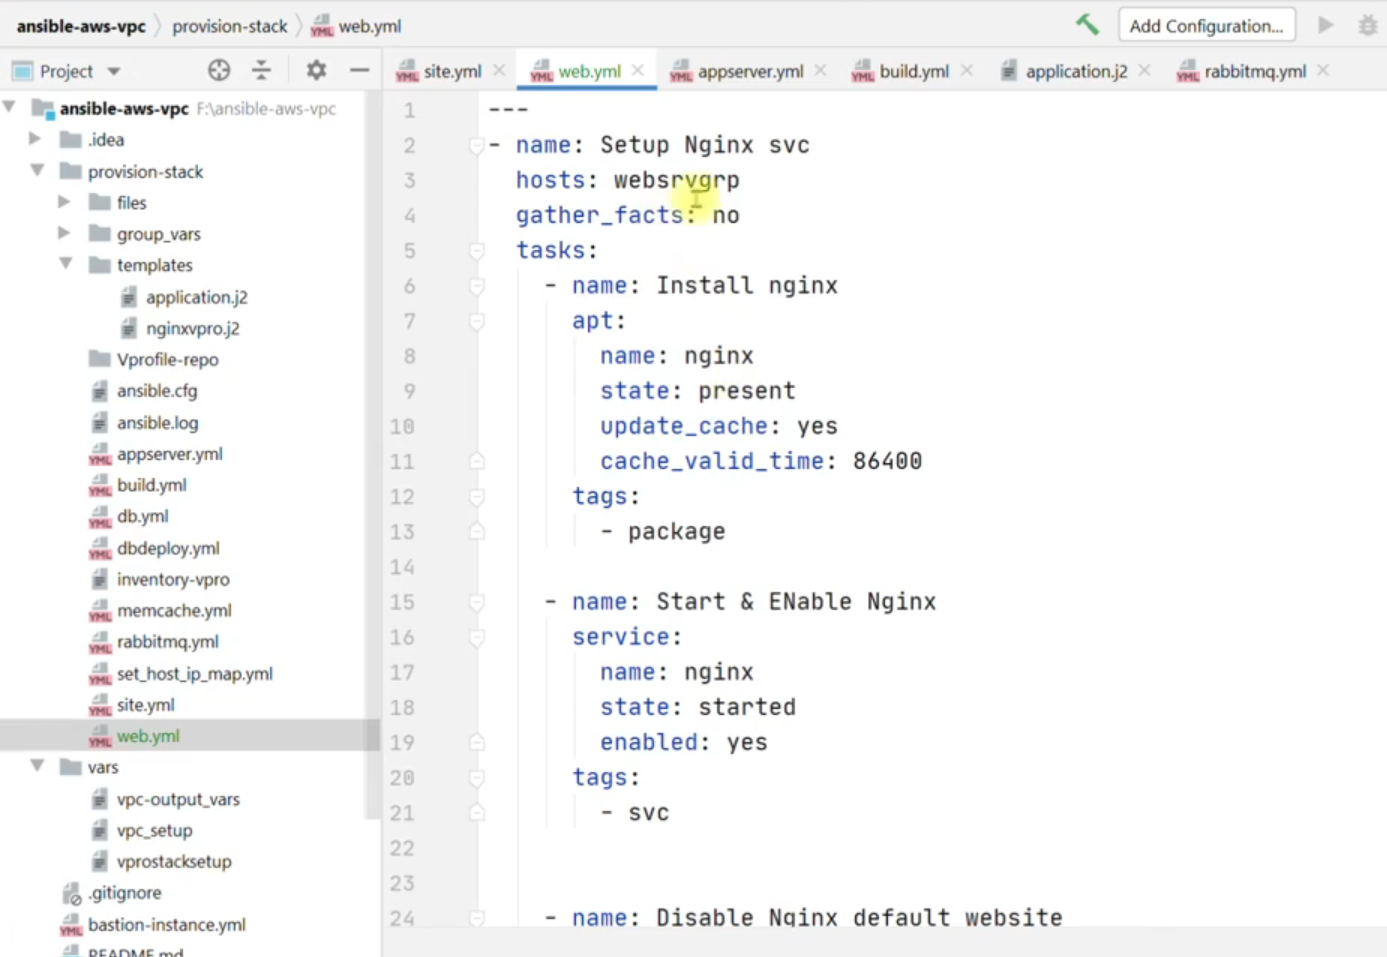 ansible-aws-vpc provision-stack web.yml Add Configuration...
Project site.yml web.yml appserver.yml build.yml application.j2 rabbitmq.yml
ansible-aws-vpc F:\ansible-aws-vpc
.idea
provision-stack
files
group_vars
templates
application.j2
nginxvpro.j2
Vprofile-repo
ansible.cfg
ansible.log
appserver.yml
build.yml
db.yml
dbdeploy.yml
inventory-vpro
memcache.yml
rabbitmq.yml
set_host_ip_map.yml
site.yml
web.yml
vars
vpc-output_vars
vpc_setup
vprostacksetup
.gitignore
bastion-instance.yml
README.md
1 ---
2 - name: Setup Nginx svc
3 hosts: websrvgrp
4 gather_facts: no
5 tasks:
6 - name: Install nginx
7 apt:
8 name: nginx
9 state: present
10 update_cache: yes
11 cache_valid_time: 86400
12 tags:
13 - package
14
15 - name: Start & ENable Nginx
16 service:
17 name: nginx
18 state: started
19 enabled: yes
20 tags:
21 - svc
22
23
24 - name: Disable Nginx default website